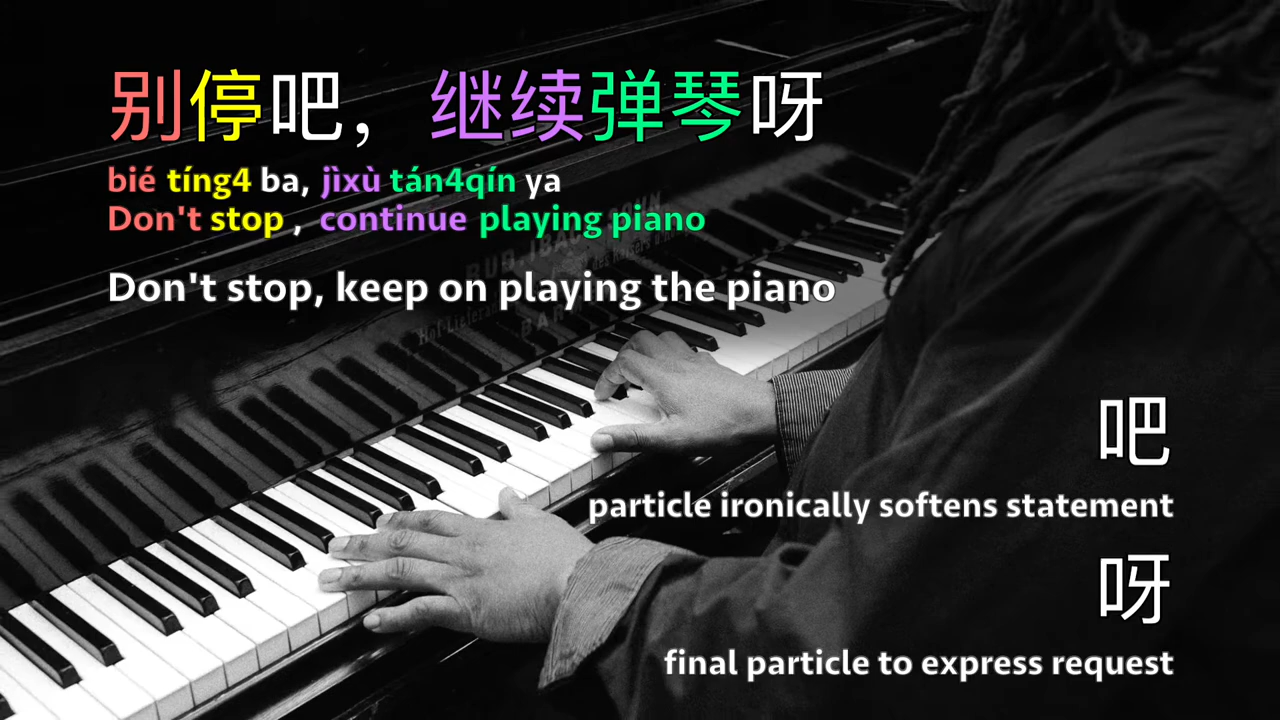 别停吧，继续弹琴呀
bié tíng4 ba, jìxù tán4qín ya
Don't stop , continue playing piano
Don't stop, keep on playing the piano
吧
particle ironically softens statement
呀
final particle to express request